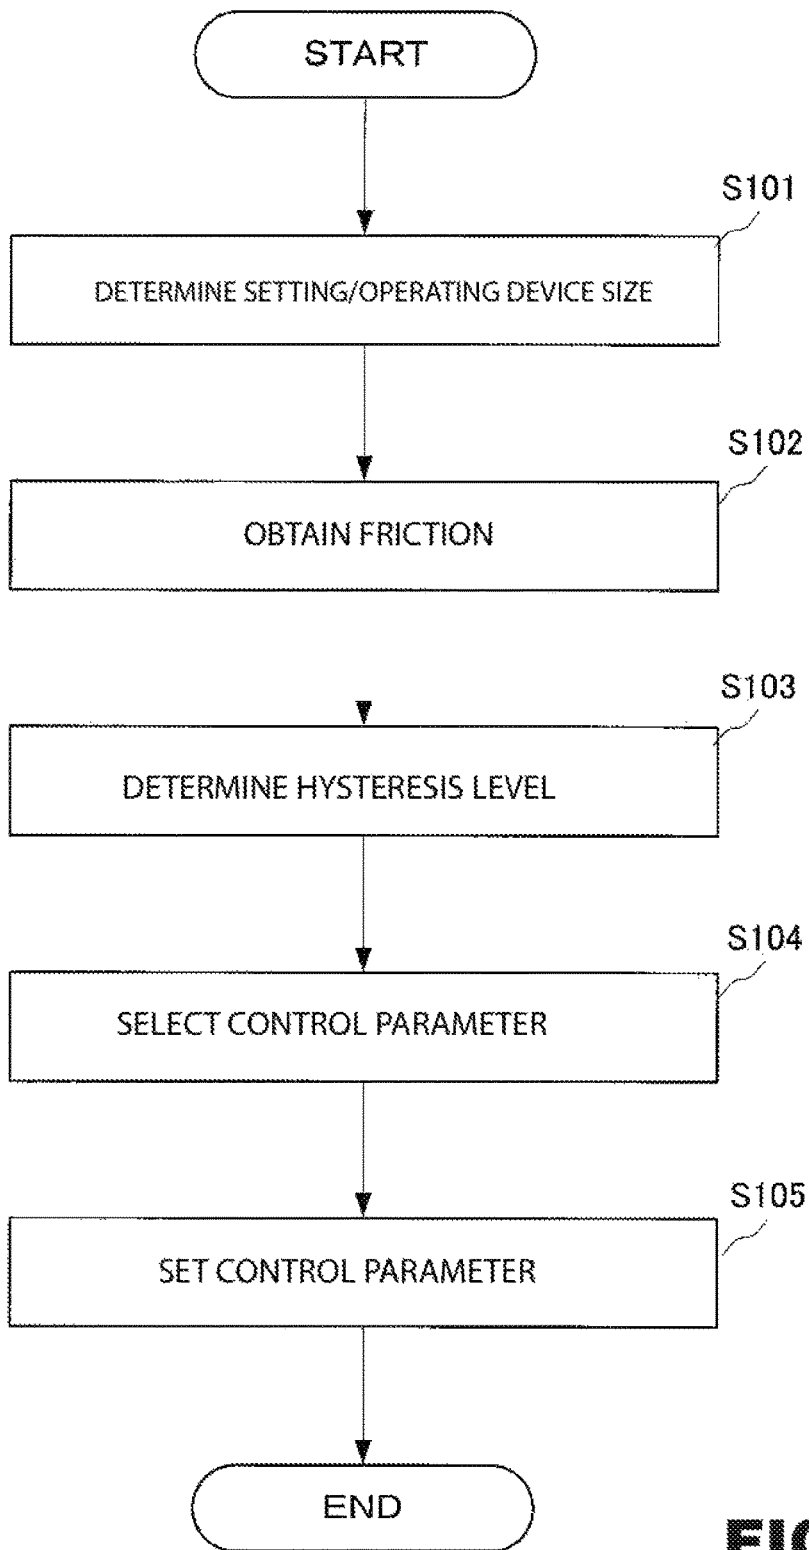 START
S101
DETERMINE SETTING/OPERATING DEVICE SIZE
S102
OBTAIN FRICTION
S103
DETERMINE HYSTERESIS LEVEL
S104
SELECT CONTROL PARAMETER
S105
SET CONTROL PARAMETER
END